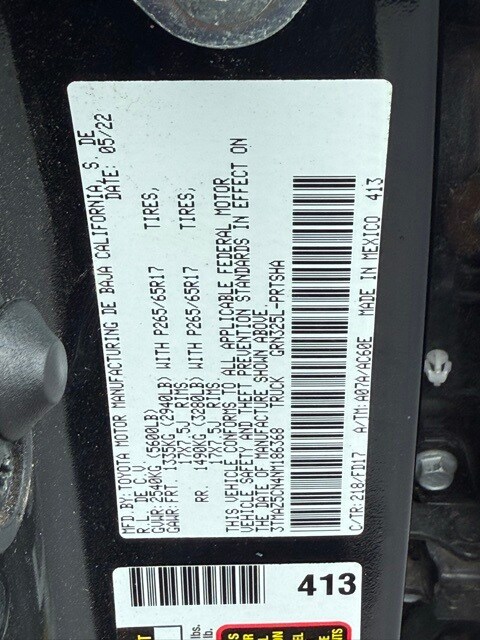 MFD.BY:TOYOTA MOTOR MANUFACTURING DE BAJA CALIFORNIA S. DE
R.L. DE C.V. DATE: 05/22
GVWR:2540KG (5600LB)
GAWR:FRT. 1335KG (2940LB) WITH P265/65R17 TIRES,
17X7.5J RIMS
RR. 1490KG (3280LB) WITH P265/65R17 TIRES,
17X7.5J RIMS
THIS VEHICLE CONFORMS TO ALL APPLICABLE FEDERAL MOTOR
VEHICLE SAFETY AND THEFT PREVENTION STANDARDS IN EFFECT ON
THE DATE OF MANUFACTURE SHOWN ABOVE.
3TMAZ5CN4NM186368 TRUCK GRN325L-PRTSHA
C/TR:218/FD17 A/TM:A07A/AC60E MADE IN MEXICO 413
413
lbs.
lb.